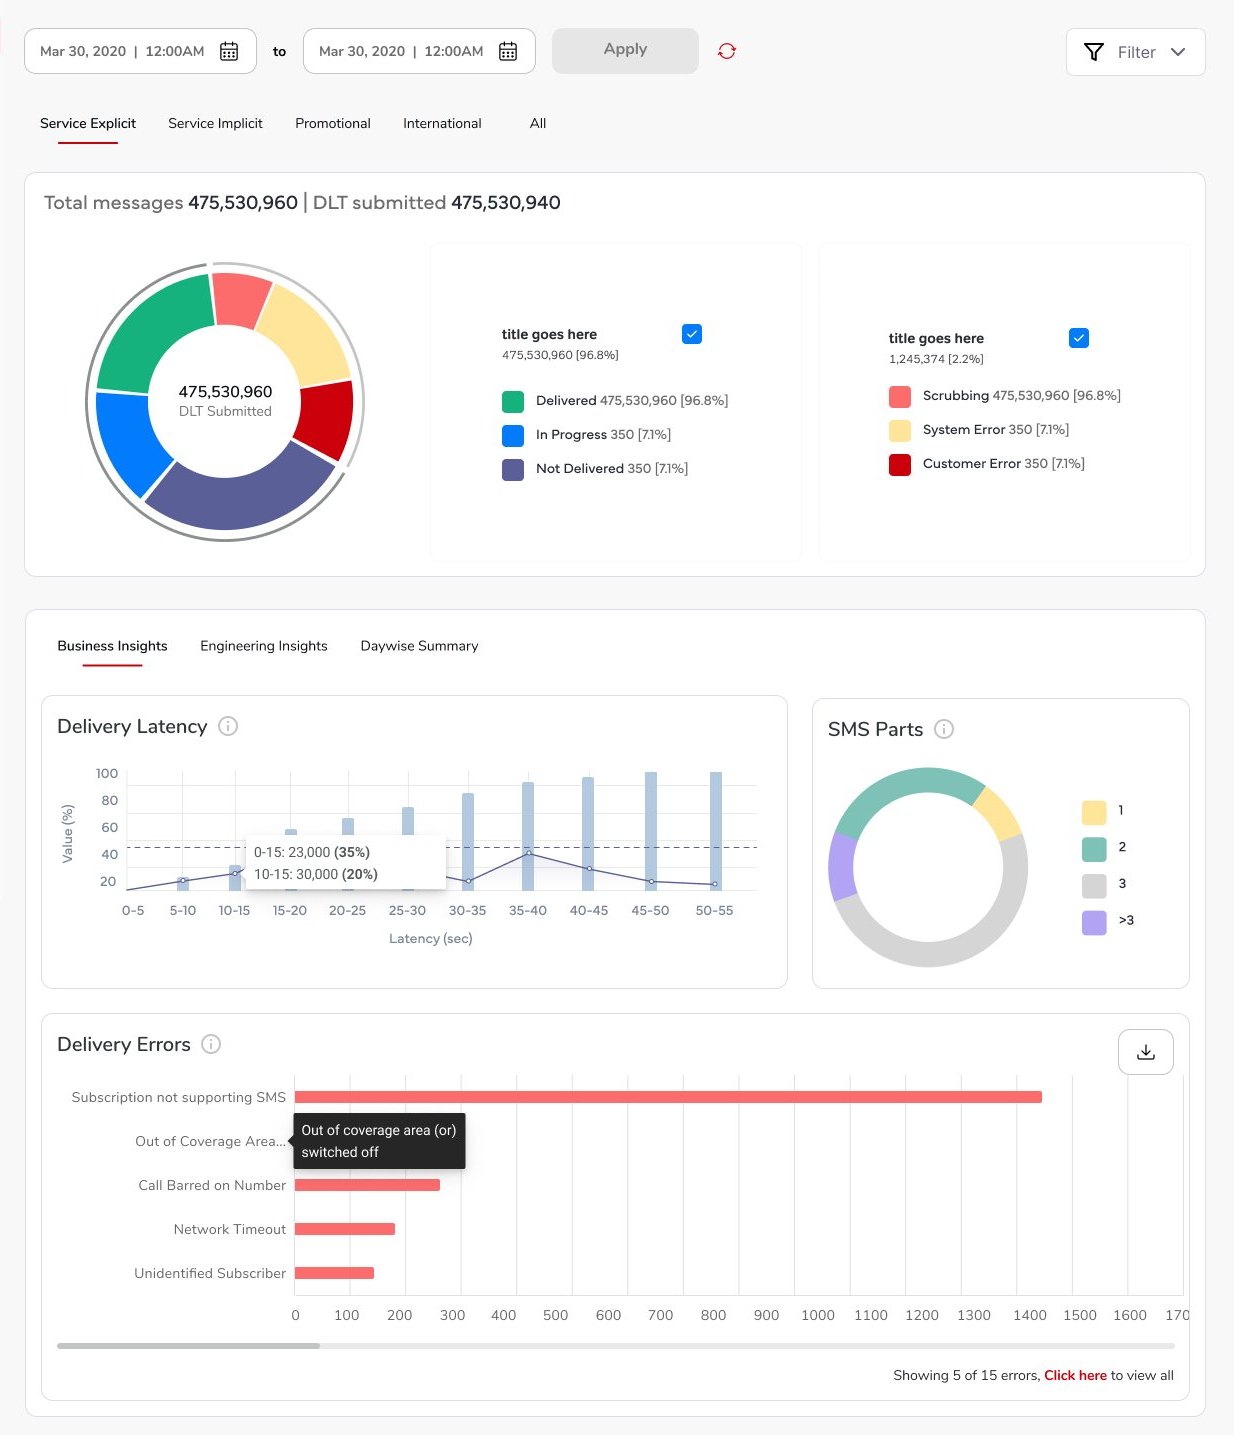 Mar 30, 2020 | 12:00AM to Mar 30, 2020 | 12:00AM Apply Filter
Service Explicit Service Implicit Promotional International All
Total messages 475,530,960 | DLT submitted 475,530,940
475,530,960
DLT Submitted
title goes here
475,530,960 [96.8%]
Delivered 475,530,960 [96.8%]
In Progress 350 [7.1%]
Not Delivered 350 [7.1%]
title goes here
1,245,374 [2.2%]
Scrubbing 475,530,960 [96.8%]
System Error 350 [7.1%]
Customer Error 350 [7.1%]
Business Insights Engineering Insights Daywise Summary
Delivery Latency
Value (%)
100
80
60
40
20
0-15: 23,000 (35%)
10-15: 30,000 (20%)
0-5 5-10 10-15 15-20 20-25 25-30 30-35 35-40 40-45 45-50 50-55
Latency (sec)
SMS Parts
1
2
3
>3
Delivery Errors
Subscription not supporting SMS
Out of Coverage Area...
Out of coverage area (or)
switched off
Call Barred on Number
Network Timeout
Unidentified Subscriber
0 100 200 300 400 500 600 700 800 900 1000 1100 1200 1300 1400 1500 1600 170
Showing 5 of 15 errors, Click here to view all